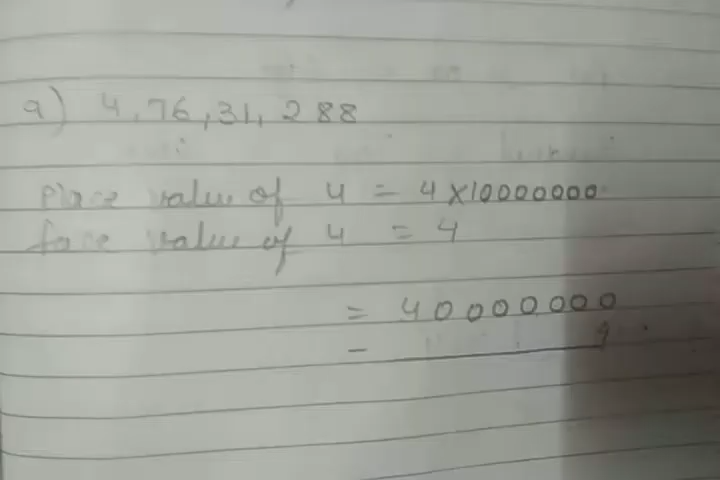 a) 4,76,31,288
Place value of 4 = 4×10000000
face value of 4 = 4
= 40000000
-